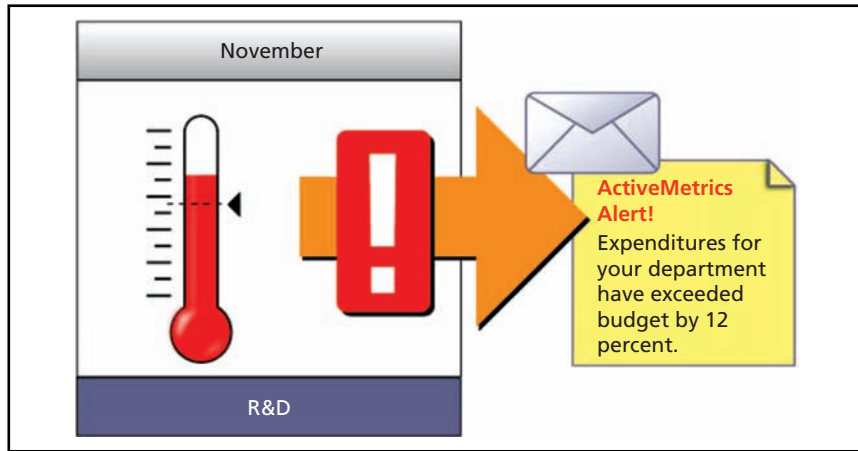 November
R&D
ActiveMetrics
Alert!
Expenditures for
your department
have exceeded
budget by 12
percent.